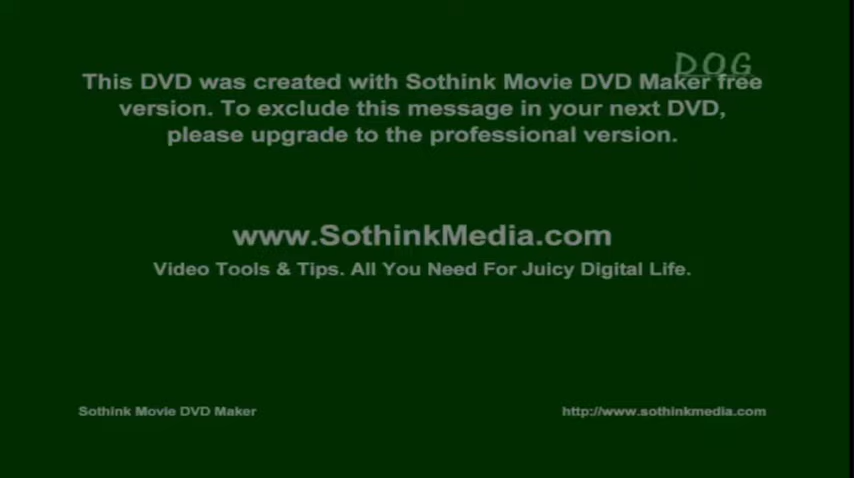 DOG
This DVD was created with Sothink Movie DVD Maker free
version. To exclude this message in your next DVD,
please upgrade to the professional version.
www.SothinkMedia.com
Video Tools & Tips. All You Need For Juicy Digital Life.
Sothink Movie DVD Maker
http://www.sothinkmedia.com